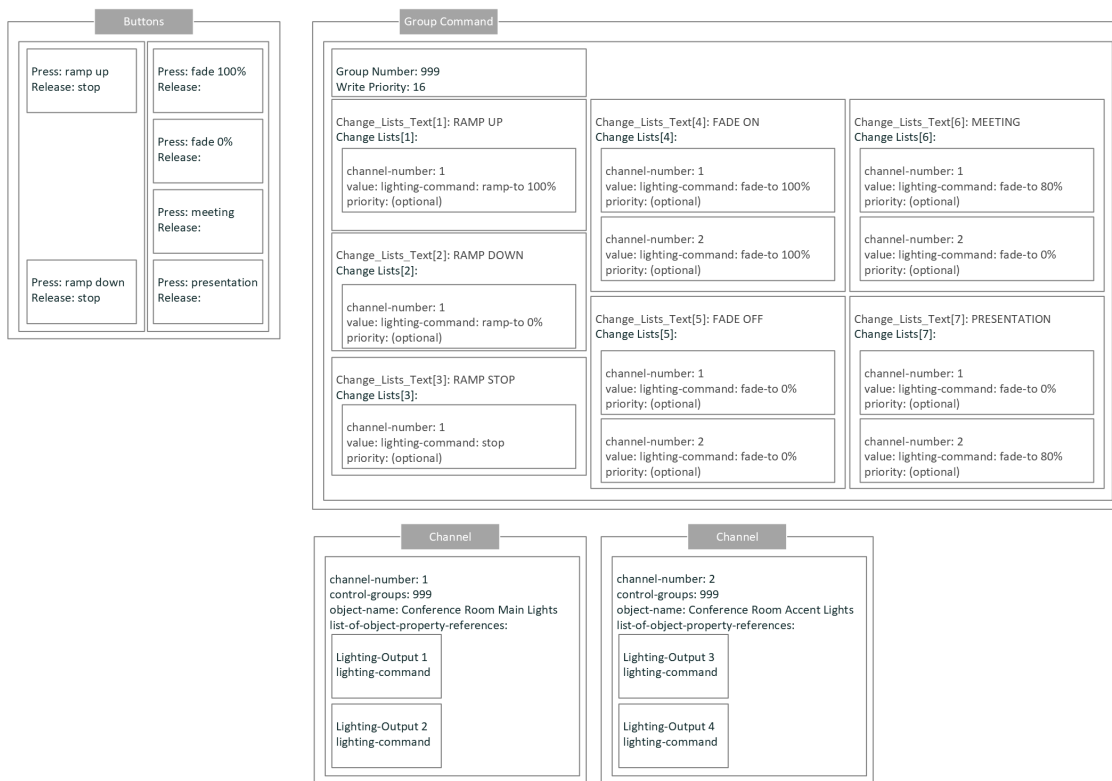 Buttons
Press: ramp up
Release: stop
Press: ramp down
Release: stop
Press: fade 100%
Release:
Press: fade 0%
Release:
Press: meeting
Release:
Press: presentation
Release:
Group Command
Group Number: 999
Write Priority: 16
Change_Lists_Text[1]: RAMP UP
Change Lists[1]:
channel-number: 1
value: lighting-command: ramp-to 100%
priority: (optional)
Change_Lists_Text[2]: RAMP DOWN
Change Lists[2]:
channel-number: 1
value: lighting-command: ramp-to 0%
priority: (optional)
Change_Lists_Text[3]: RAMP STOP
Change Lists[3]:
channel-number: 1
value: lighting-command: stop
priority: (optional)
Change_Lists_Text[4]: FADE ON
Change Lists[4]:
channel-number: 1
value: lighting-command: fade-to 100%
priority: (optional)
channel-number: 2
value: lighting-command: fade-to 100%
priority: (optional)
Change_Lists_Text[5]: FADE OFF
Change Lists[5]:
channel-number: 1
value: lighting-command: fade-to 0%
priority: (optional)
channel-number: 2
value: lighting-command: fade-to 0%
priority: (optional)
Change_Lists_Text[6]: MEETING
Change Lists[6]:
channel-number: 1
value: lighting-command: fade-to 80%
priority: (optional)
channel-number: 2
value: lighting-command: fade-to 0%
priority: (optional)
Change_Lists_Text[7]: PRESENTATION
Change Lists[7]:
channel-number: 1
value: lighting-command: fade-to 0%
priority: (optional)
channel-number: 2
value: lighting-command: fade-to 80%
priority: (optional)
Channel
channel-number: 1
control-groups: 999
object-name: Conference Room Main Lights
list-of-object-property-references:
Lighting-Output 1
lighting-command
Lighting-Output 2
lighting-command
Channel
channel-number: 2
control-groups: 999
object-name: Conference Room Accent Lights
list-of-object-property-references:
Lighting-Output 3
lighting-command
Lighting-Output 4
lighting-command